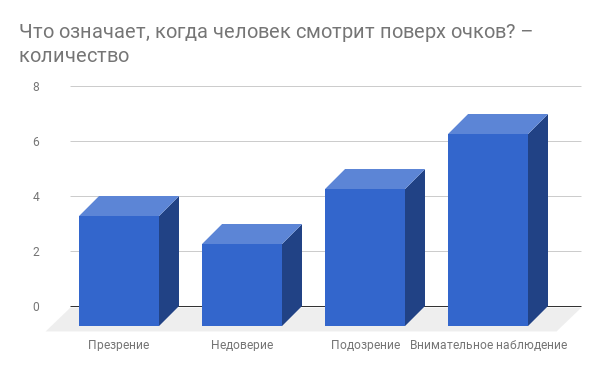 Что означает, когда человек смотрит поверх очков? –
количество
8
6
4
2
0
Презрение Недоверие Подозрение Внимательное наблюдение